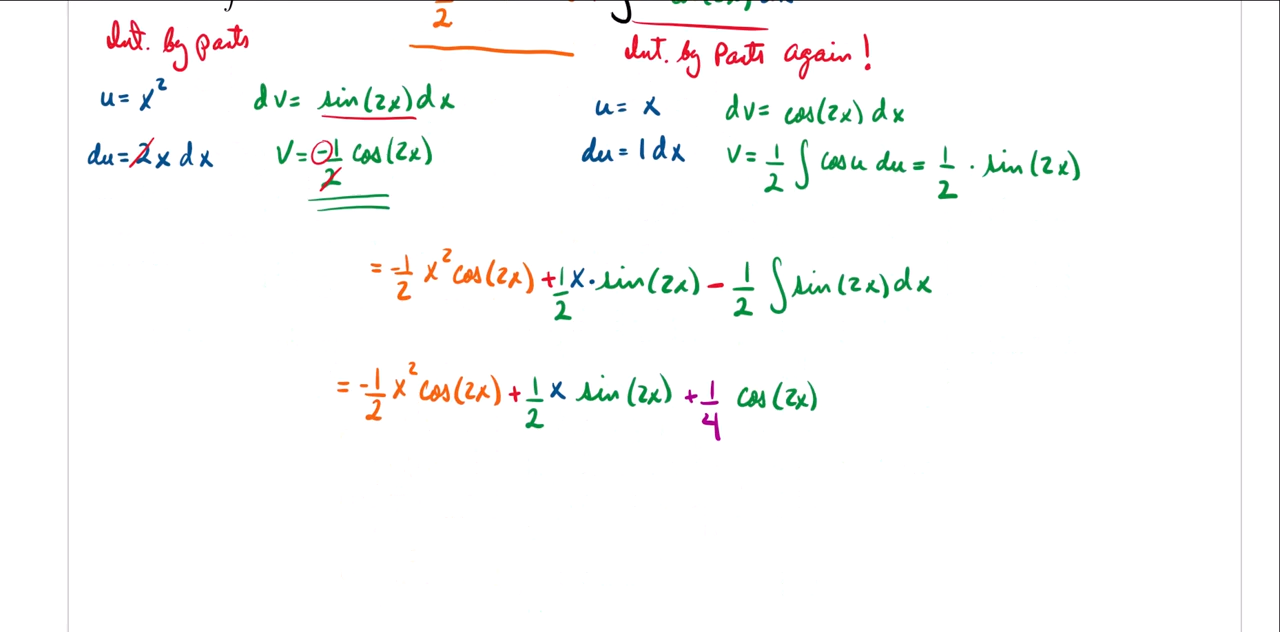 1/2
Int. by parts
Int. by Parts again!
u = x² dv = sin(2x) dx u = x dv = cos(2x) dx
du = 2x dx v = -1/2 cos(2x) du = 1 dx v = 1/2 ∫ cos u du = 1/2 · sin(2x)
= -1/2 x² cos(2x) + 1/2 x · sin(2x) - 1/2 ∫ sin(2x) dx
= -1/2 x² cos(2x) + 1/2 x sin(2x) + 1/4 cos(2x)